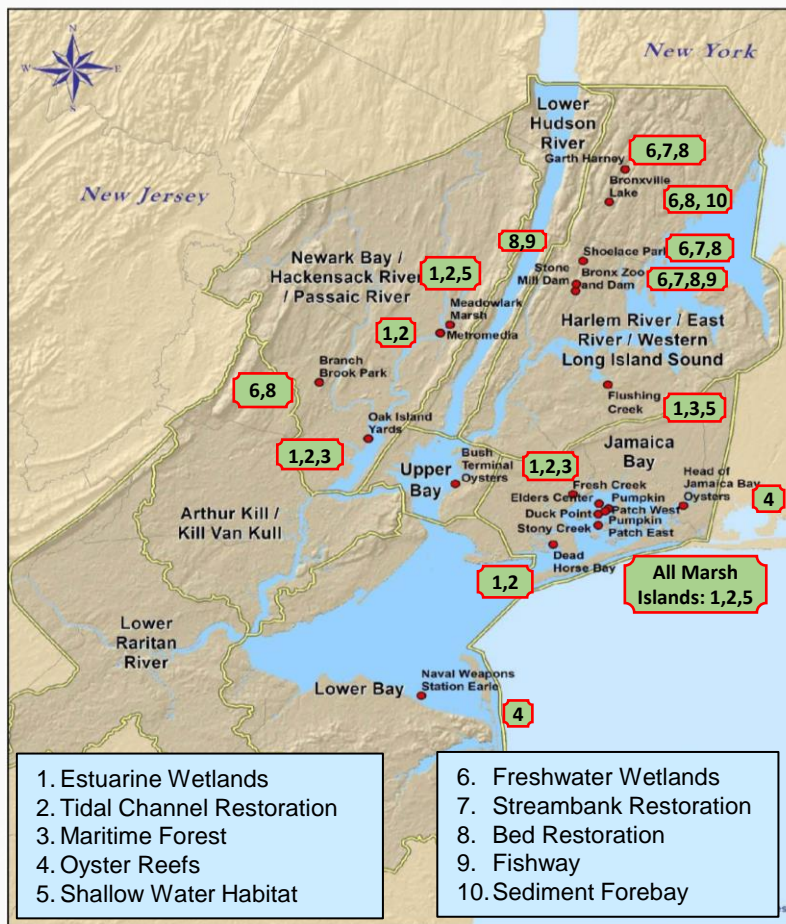 New York
N
W
E
S
Lower
Hudson
River
Garth Harney
6,7,8
Bronxville
Lake
6,8, 10
New Jersey
8,9
Shoelace Park
6,7,8
Stone
Mill Dam
Bronx Zoo
and Dam
6,7,8,9
Newark Bay /
Hackensack River
/ Passaic River
1,2,5
Meadowlark
Marsh
1,2
Metromedia
Harlem River / East
River / Western
Long Island Sound
Branch
Brook Park
6,8
Flushing
Creek
1,3,5
Oak Island
Yards
1,2,3
Jamaica
Bay
Upper
Bay
Bush
Terminal
Oysters
1,2,3
Fresh Creek
Elders Center
Pumpkin
Patch West
Duck Point
Stony Creek
Pumpkin
Patch East
Head of
Jamaica Bay
Oysters
4
Arthur Kill /
Kill Van Kull
Dead
Horse Bay
1,2
All Marsh
Islands: 1,2,5
Lower
Raritan
River
Lower Bay
Naval Weapons
Station Earle
4
1. Estuarine Wetlands
2. Tidal Channel Restoration
3. Maritime Forest
4. Oyster Reefs
5. Shallow Water Habitat
6. Freshwater Wetlands
7. Streambank Restoration
8. Bed Restoration
9. Fishway
10. Sediment Forebay